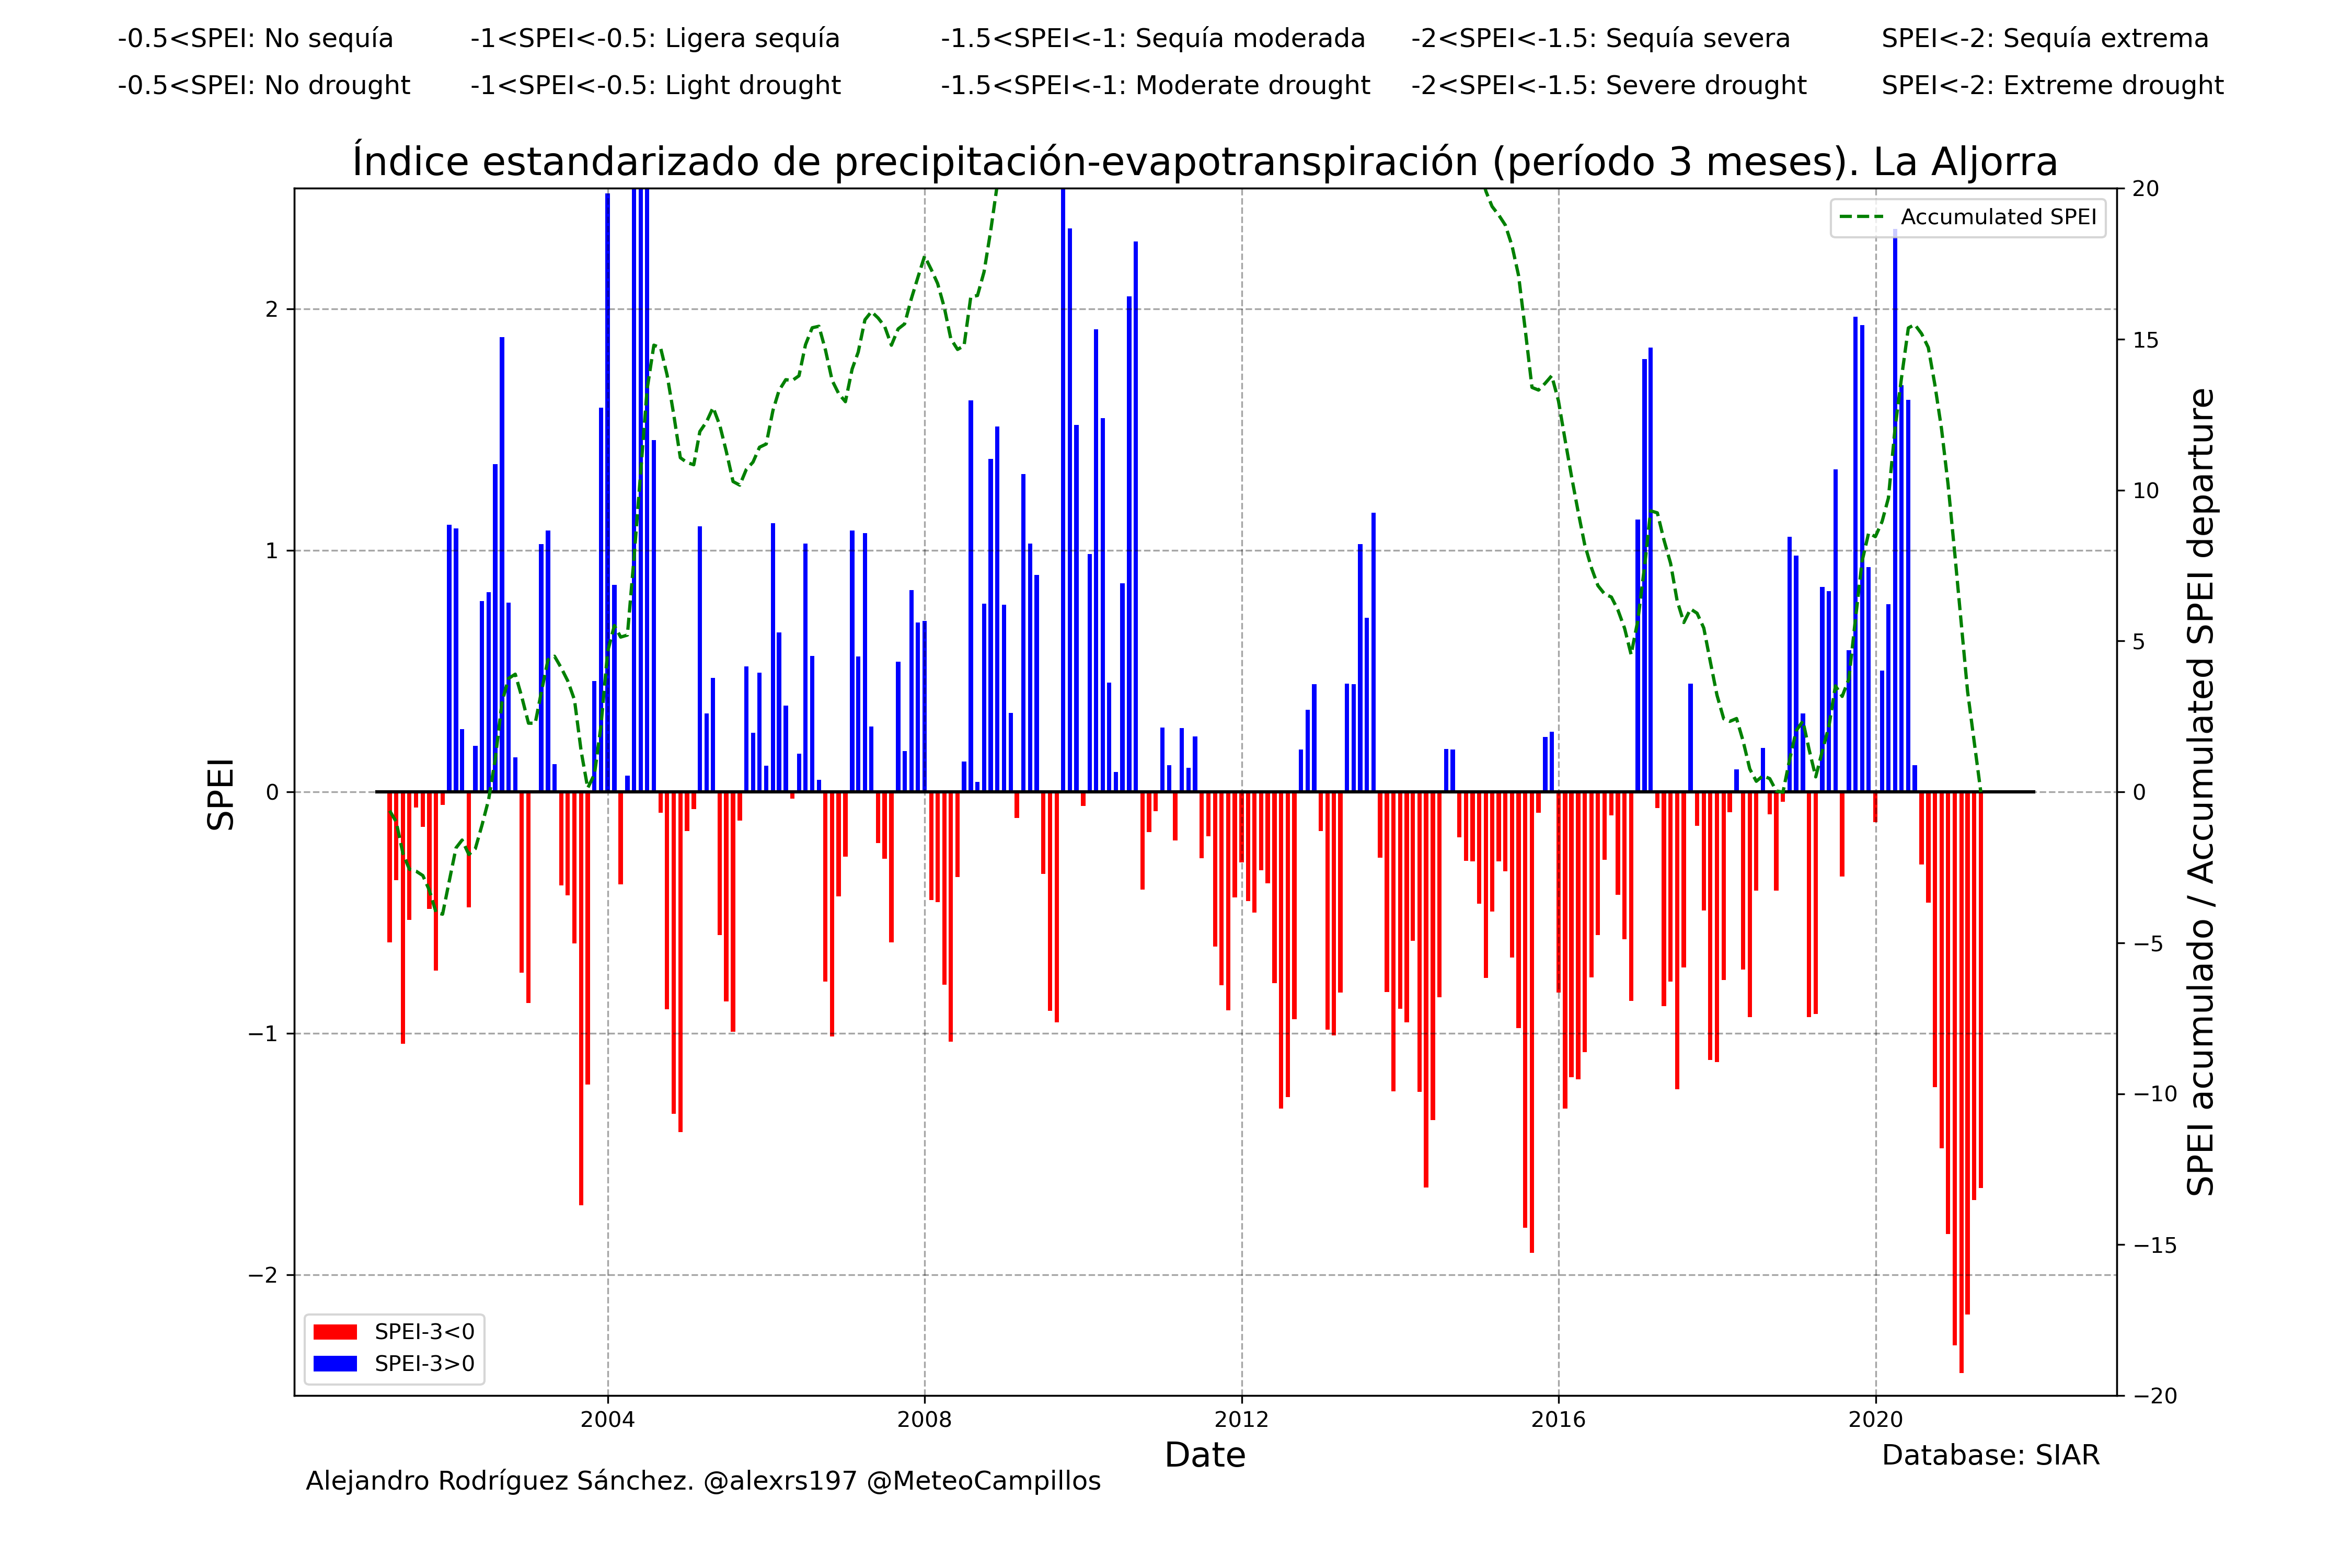 -0.5<SPEI: No sequía -1<SPEI<-0.5: Ligera sequía -1.5<SPEI<-1: Sequía moderada -2<SPEI<-1.5: Sequía severa SPEI<-2: Sequía extrema
-0.5<SPEI: No drought -1<SPEI<-0.5: Light drought -1.5<SPEI<-1: Moderate drought -2<SPEI<-1.5: Severe drought SPEI<-2: Extreme drought
Índice estandarizado de precipitación-evapotranspiración (período 3 meses). La Aljorra
Accumulated SPEI
SPEI
2
1
0
−1
−2
20
15
10
5
0
−5
−10
−15
−20
SPEI acumulado / Accumulated SPEI departure
SPEI-3<0
SPEI-3>0
2004 2008 2012 2016 2020
Date
Database: SIAR
Alejandro Rodríguez Sánchez. @alexrs197 @MeteoCampillos